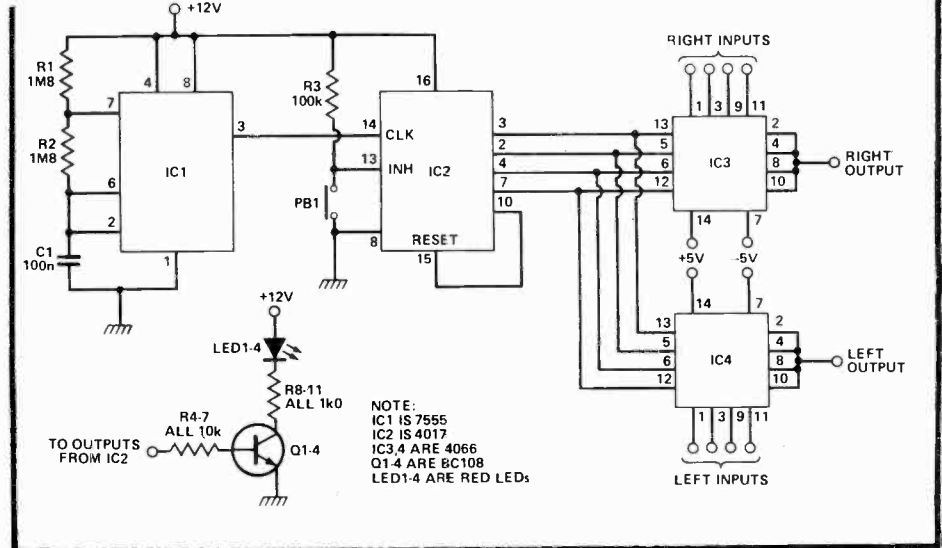 +12V
R1
1M8
R2
1M8
C1
100n
4
8
7
6
2
1
3
IC1
R3
100k
PB1
16
14
CLK
13
INH
IC2
8
RESET
15
3
2
4
7
10
RIGHT INPUTS
1
3
9
11
13
5
6
12
IC3
2
4
8
10
RIGHT
OUTPUT
14
7
+5V
-5V
14
7
13
5
6
12
IC4
2
4
8
10
LEFT
OUTPUT
1
3
9
11
LEFT INPUTS
+12V
LED1-4
R8-11
ALL 1k0
R4-7
ALL 10k
TO OUTPUTS
FROM IC2
Q1-4
NOTE:
IC1 IS 7555
IC2 IS 4017
IC3,4 ARE 4066
Q1-4 ARE BC108
LED1-4 ARE RED LEDs